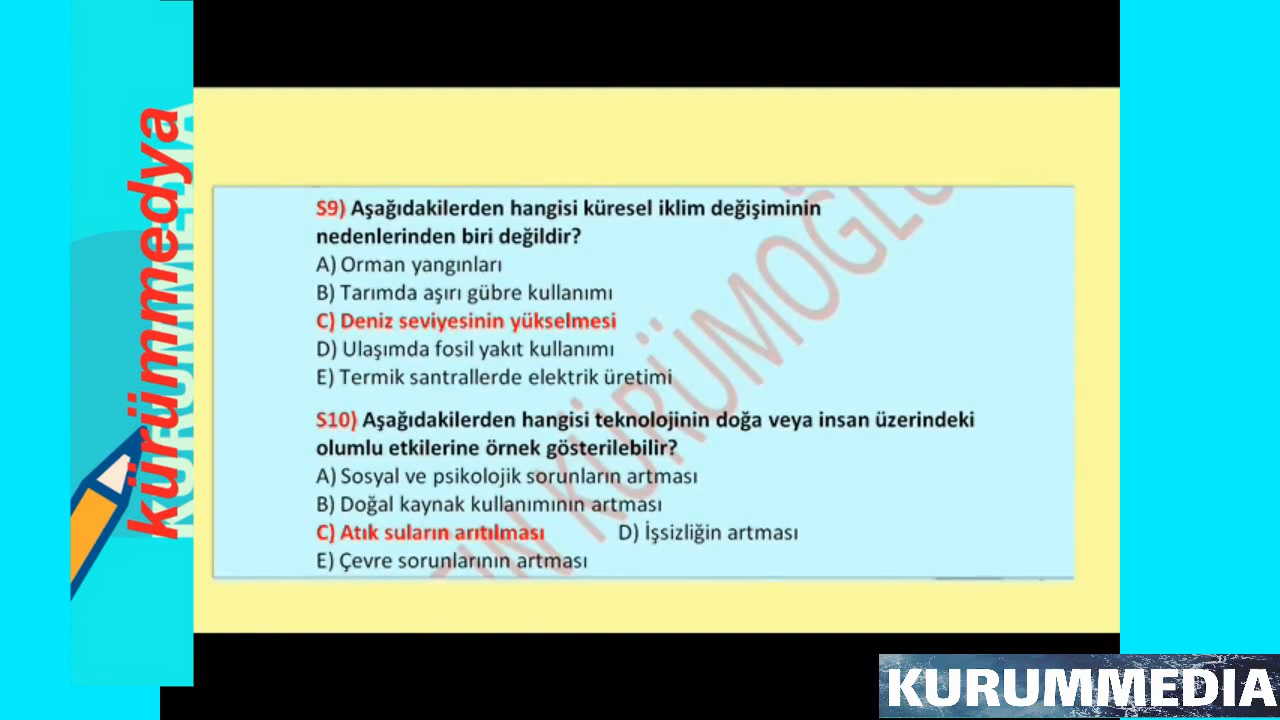 kürümmedya
S9) Aşağıdakilerden hangisi küresel iklim değişiminin
nedenlerinden biri değildir?
A) Orman yangınları
B) Tarımda aşırı gübre kullanımı
C) Deniz seviyesinin yükselmesi
D) Ulaşımda fosil yakıt kullanımı
E) Termik santrallerde elektrik üretimi
S10) Aşağıdakilerden hangisi teknolojinin doğa veya insan üzerindeki
olumlu etkilerine örnek gösterilebilir?
A) Sosyal ve psikolojik sorunların artması
B) Doğal kaynak kullanımının artması
C) Atık suların arıtılması D) İşsizliğin artması
E) Çevre sorunlarının artması
KURUMMEDIA